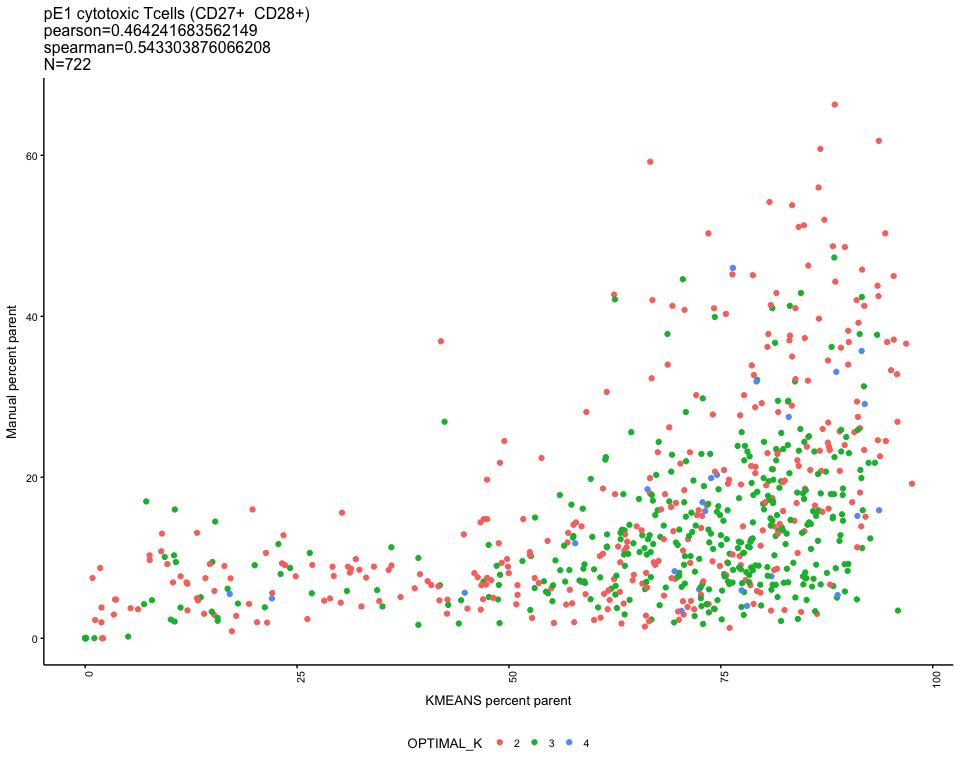 pE1 cytotoxic Tcells (CD27+  CD28+)
pearson=0.464241683562149
spearman=0.543303876066208
N=722
Manual percent parent
60
40
20
0
0
25
50
75
100
KMEANS percent parent
OPTIMAL_K 2 3 4